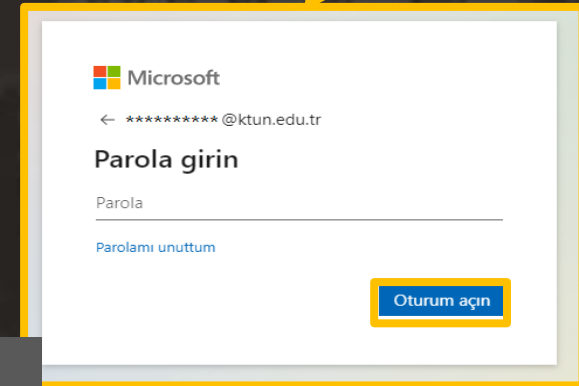 Microsoft
← **********@ktun.edu.tr
Parola girin
Parola
Parolamı unuttum
Oturum açın